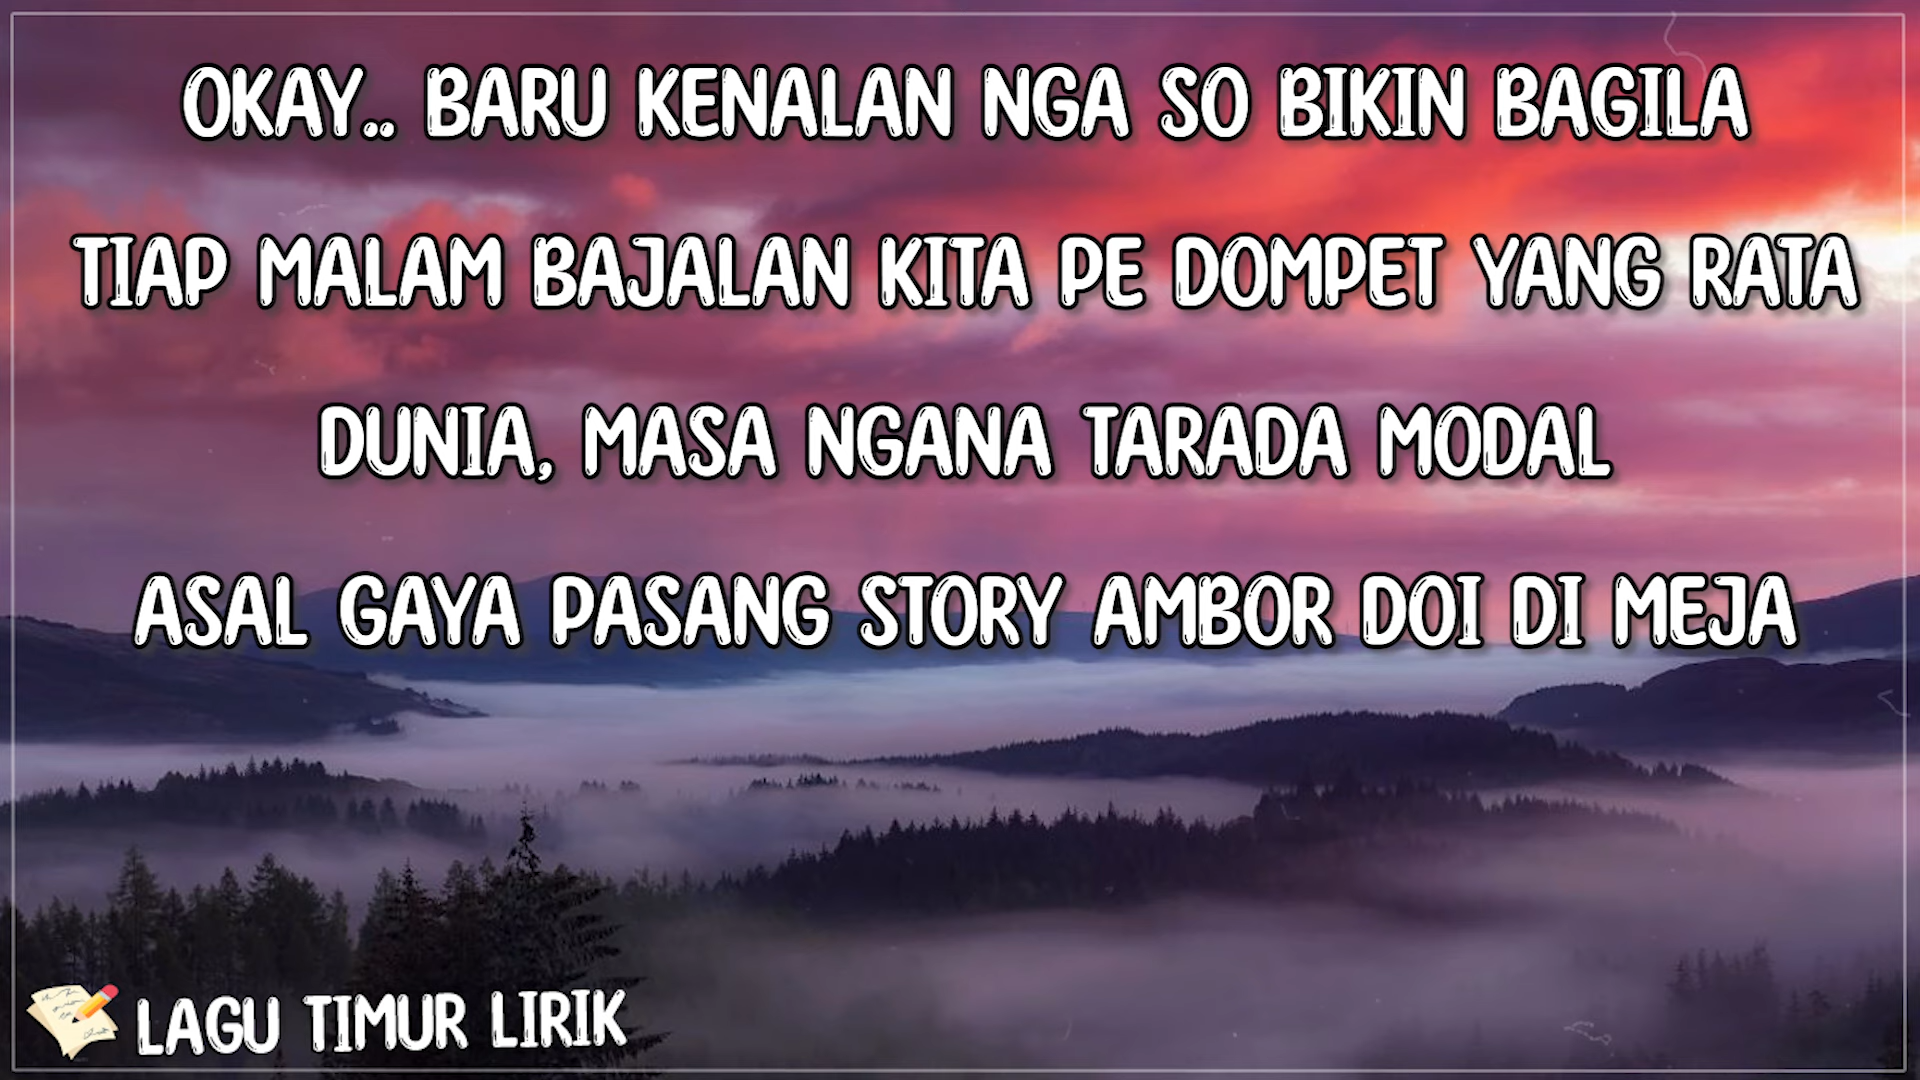 OKAY.. BARU KENALAN NGA SO BIKIN BAGILA
TIAP MALAM BAJALAN KITA PE DOMPET YANG RATA
DUNIA, MASA NGANA TARADA MODAL
ASAL GAYA PASANG STORY AMBOR DOI DI MEJA
LAGU TIMUR LIRIK